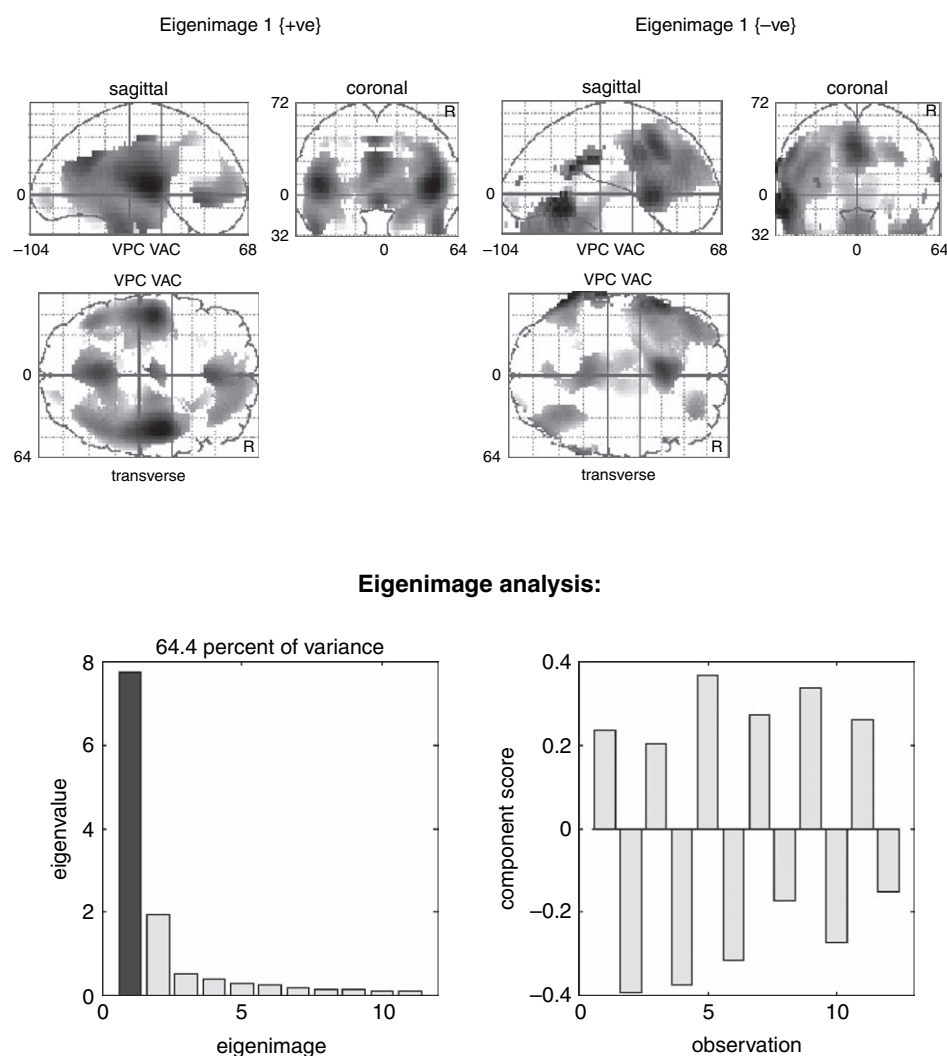 Eigenimage 1 {+ve}
Eigenimage 1 {–ve}
sagittal
coronal
sagittal
coronal
72
R
72
R
0
0
0
0
32
32
–104
VPC VAC
68
0
64
–104
VPC VAC
68
0
64
VPC VAC
VPC VAC
0
0
64
R
64
R
transverse
transverse
Eigenimage analysis:
64.4 percent of variance
8
6
4
2
0
0
5
10
eigenvalue
eigenimage
0.4
0.2
0
–0.2
–0.4
0
5
10
component score
observation